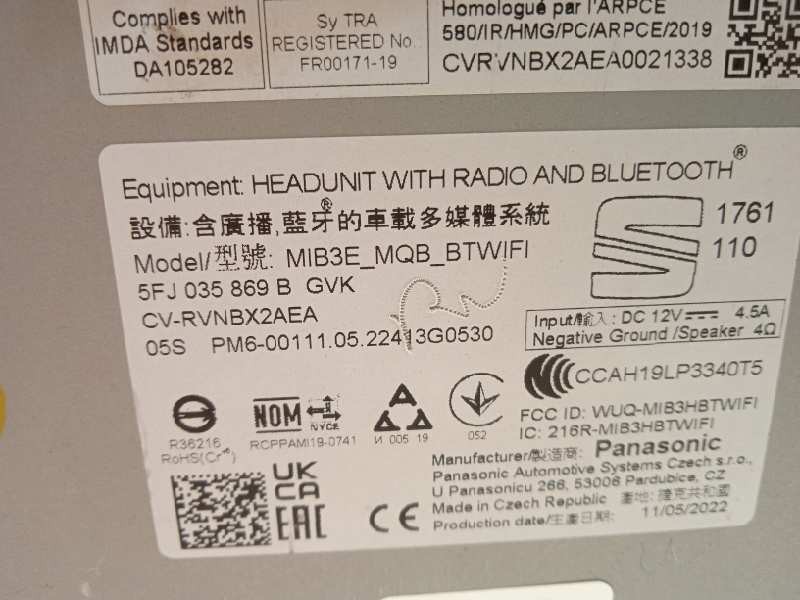 Complies with
IMDA Standards
DA105282
Sy TRA
REGISTERED No.
FR00171-19
Homologué par l'ARPCE
580/IR/HMG/PC/ARPCE/2019
CVRVNBX2AEA0021338
Equipment: HEADUNIT WITH RADIO AND BLUETOOTH®
設備:含廣播,藍牙®的車載多媒體系統
Model/型號: MIB3E_MQB_BTWIFI
5FJ 035 869 B GVK
CV-RVNBX2AEA
05S PM6-00111.05.22413G0530
1761
110
Input/輸入: DC 12V 4.5A
Negative Ground /Speaker 4Ω
CCAH19LP3340T5
FCC ID: WUQ-MIB3HBTWIFI
IC: 216R-MIB3HBTWIFI
R36216
RoHS(Cr⁺⁶)
NOM NYCE
RCPPAMI19-0741
И 005 19
052
UK
CA
EAC
CE
Manufacturer/製造商: Panasonic
Panasonic Automotive Systems Czech s.r.o.,
U Panasonicu 266, 53006 Pardubice, CZ
Made in Czech Republic 產地: 捷克共和國
Production date/生產日期: 11/05/2022